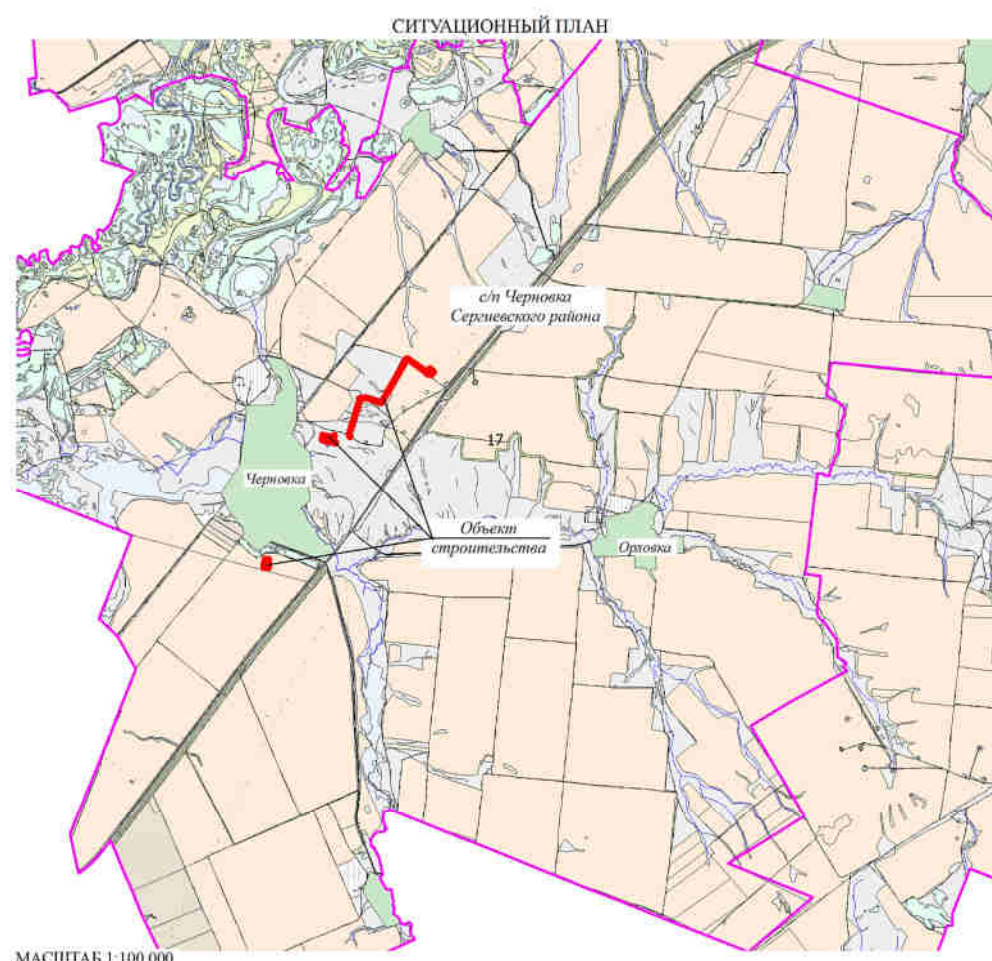 СИТУАЦИОННЫЙ ПЛАН
с/п Черновка
Сергиевского района
17
Черновка
Объект
строительства
Орловка
МАСШТАБ 1:100 000